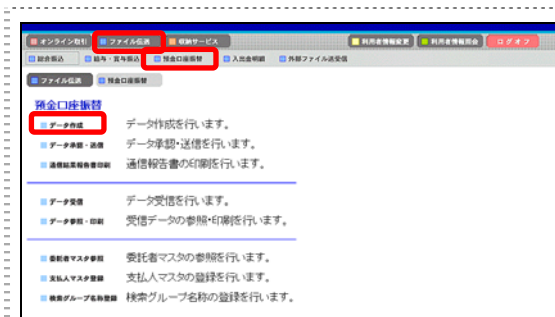 オンライン取引 ファイル伝送 収納サービス 利用者情報変更 利用者情報照会 ログオフ
総合振込 給与・賞与振込 預金口座振替 入出金明細 外部ファイル送受信
ファイル伝送 預金口座振替
預金口座振替
データ作成 データ作成を行います。
データ承認・送信 データ承認・送信を行います。
通信結果報告書印刷 通信報告書の印刷を行います。
データ受信 データ受信を行います。
データ参照・印刷 受信データの参照・印刷を行います。
委託者マスタ参照 委託者マスタの参照を行います。
支払人マスタ登録 支払人マスタの登録を行います。
検索グループ名称登録 検索グループ名称の登録を行います。